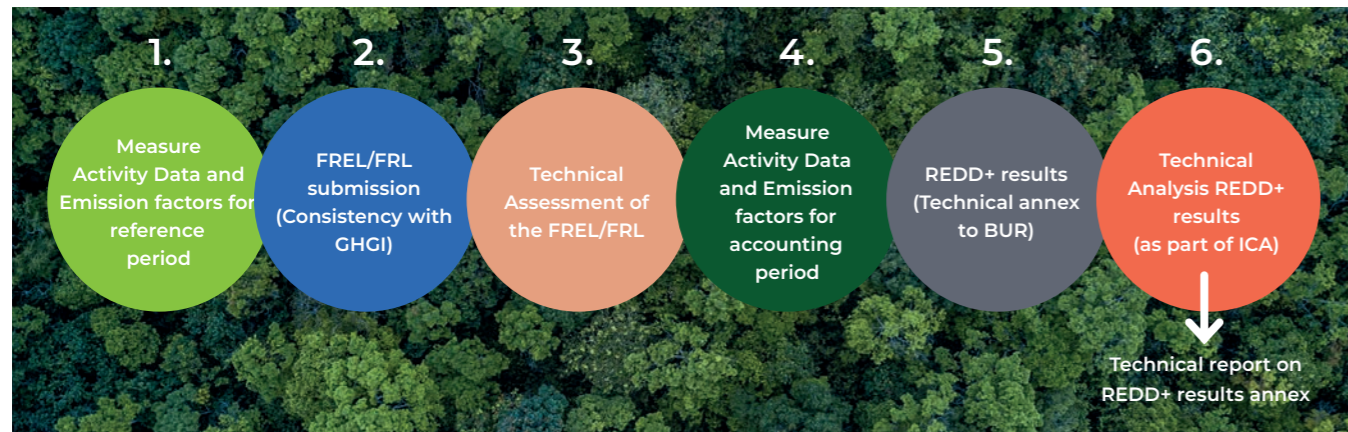 1.
Measure
Activity Data and
Emission factors for
reference
period
2.
FREL/FRL
submission
(Consistency with
GHGI)
3.
Technical
Assessment of
the FREL/FRL
4.
Measure
Activity Data
and Emission
factors for
accounting
period
5.
REDD+ results
(Technical annex
to BUR)
6.
Technical
Analysis REDD+
results
(as part of ICA)
Technical report on
REDD+ results annex